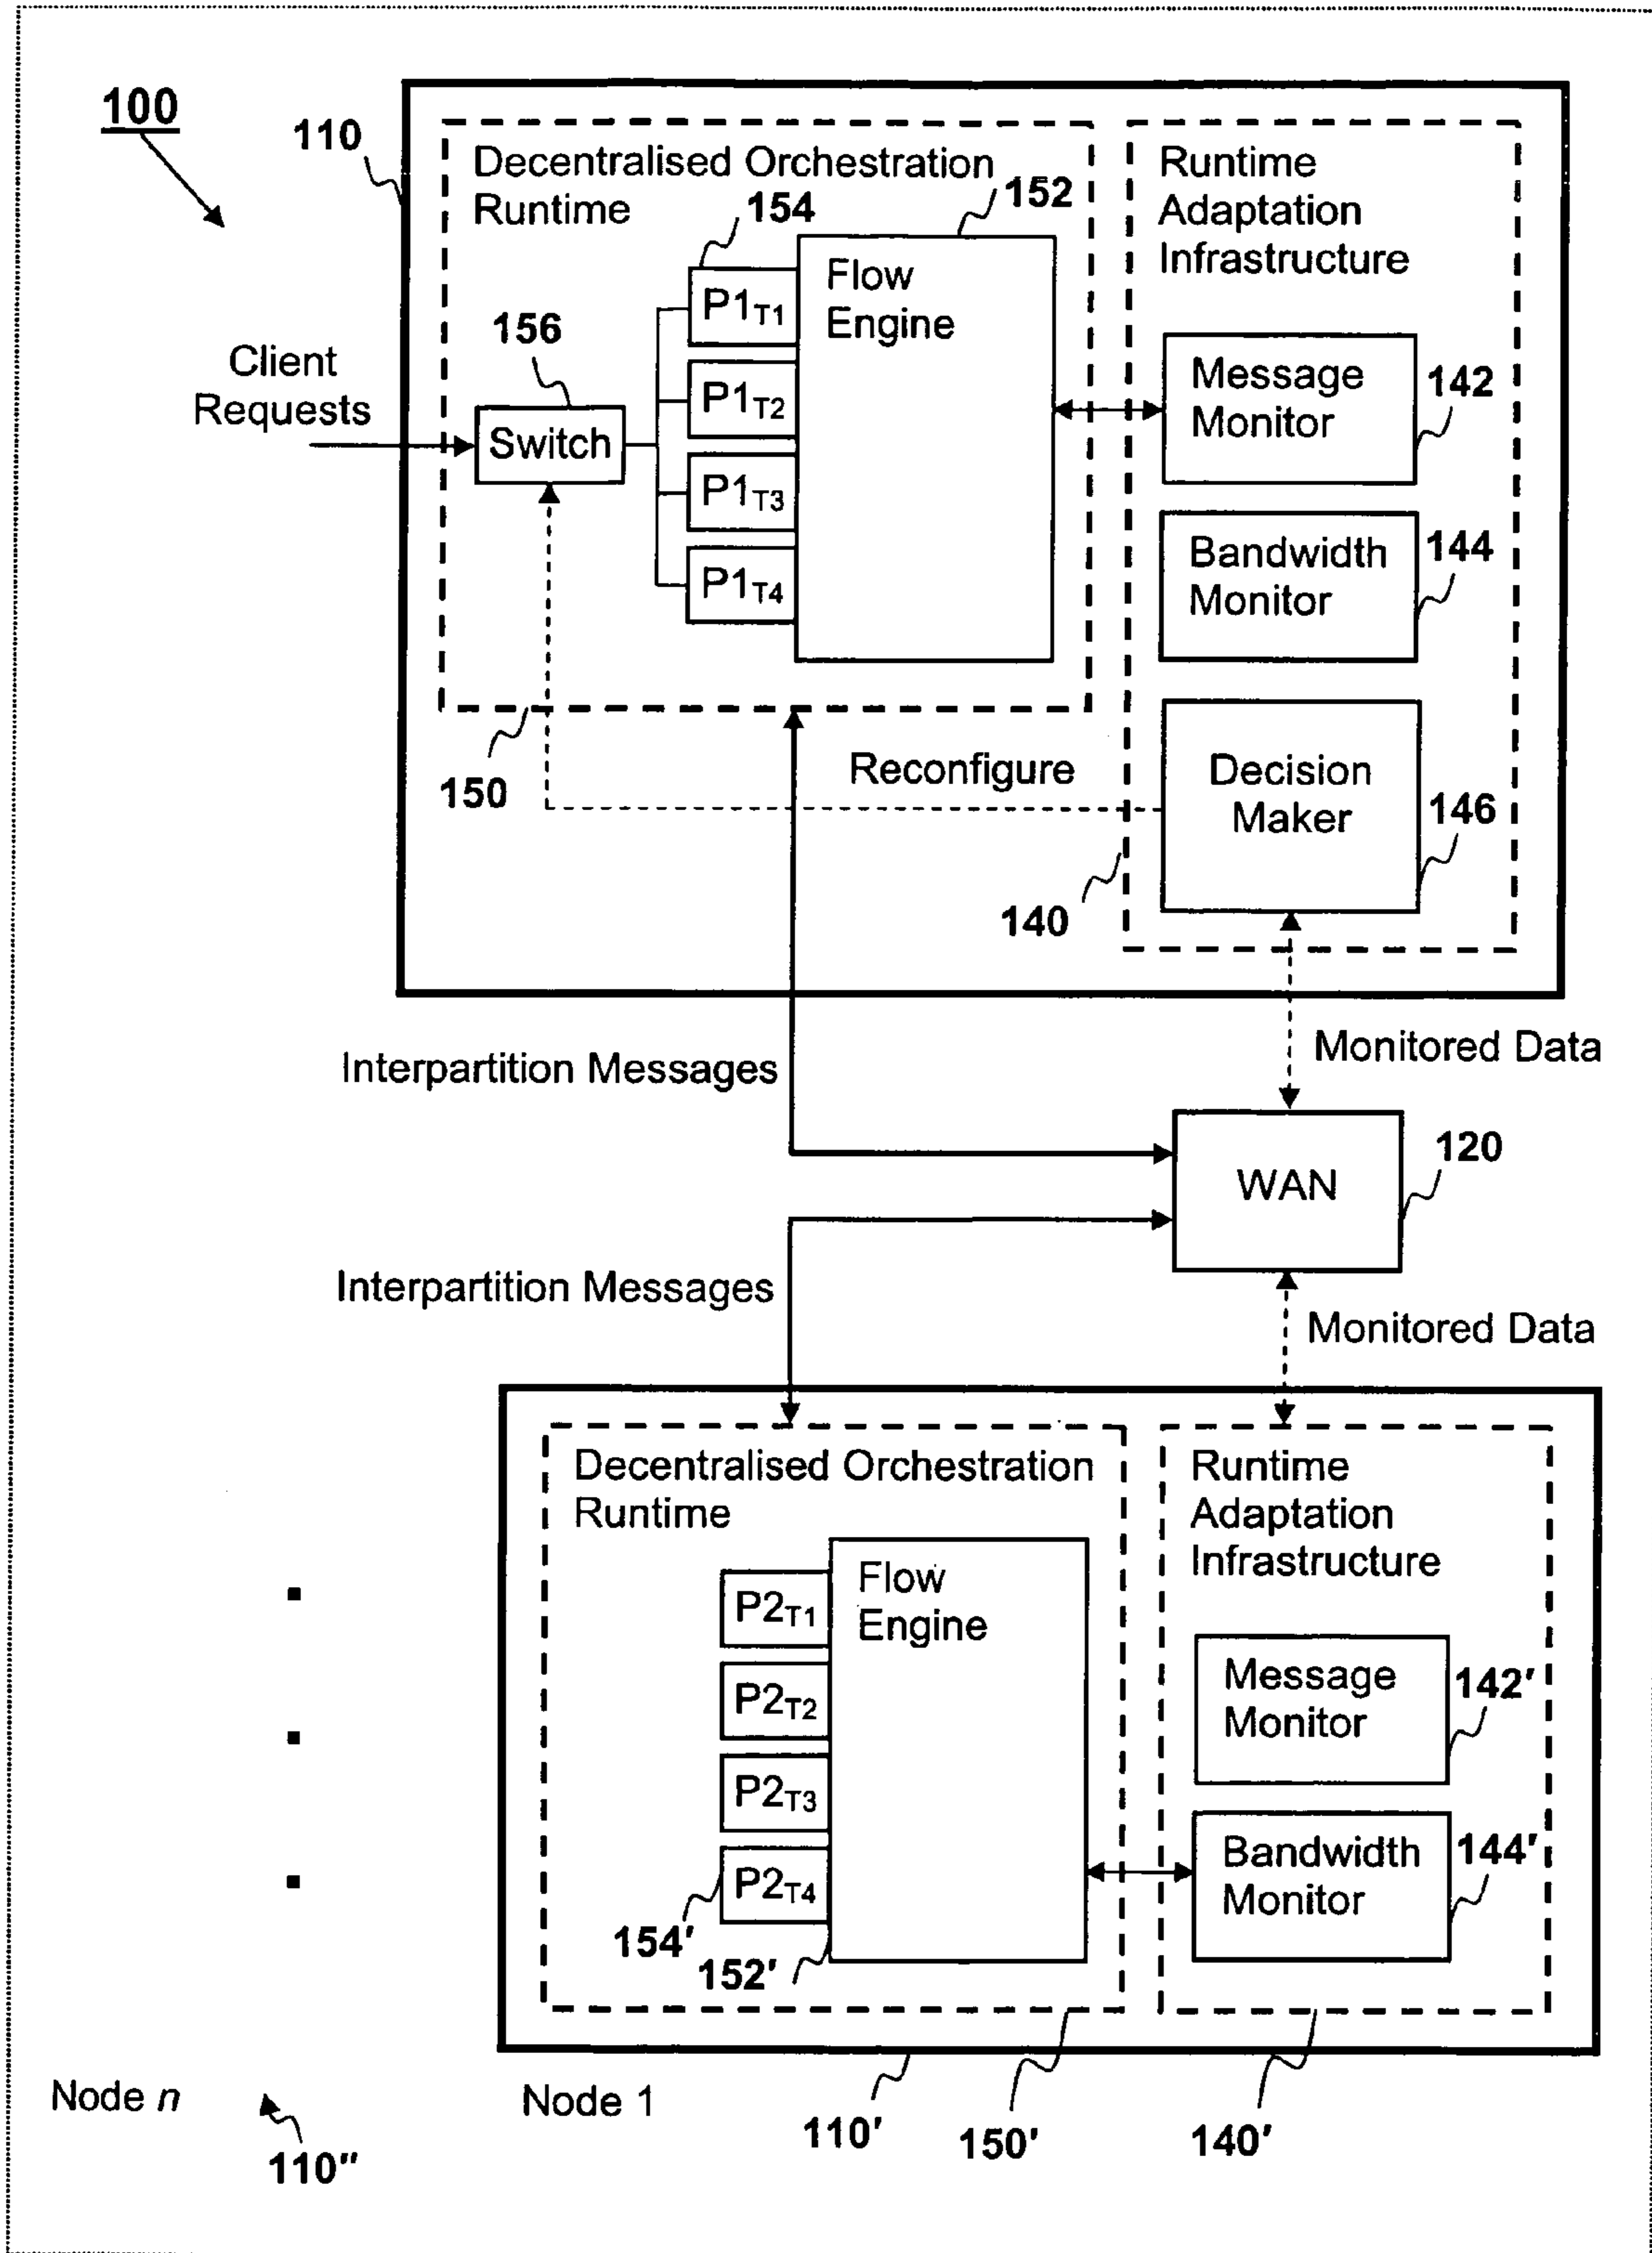 100
110
Decentralised Orchestration
Runtime
154
152
Runtime
Adaptation
Infrastructure
Flow
Engine
P1T1
P1T2
P1T3
P1T4
156
Switch
Client
Requests
Message
Monitor
142
Bandwidth
Monitor
144
150
Reconfigure
Decision
Maker
146
140
Interpartition Messages
Monitored Data
WAN
120
Interpartition Messages
Monitored Data
Decentralised Orchestration
Runtime
Runtime
Adaptation
Infrastructure
Flow
Engine
P2T1
P2T2
P2T3
P2T4
154'
152'
Message
Monitor
142'
Bandwidth
Monitor
144'
Node n
110"
Node 1
110'
150'
140'